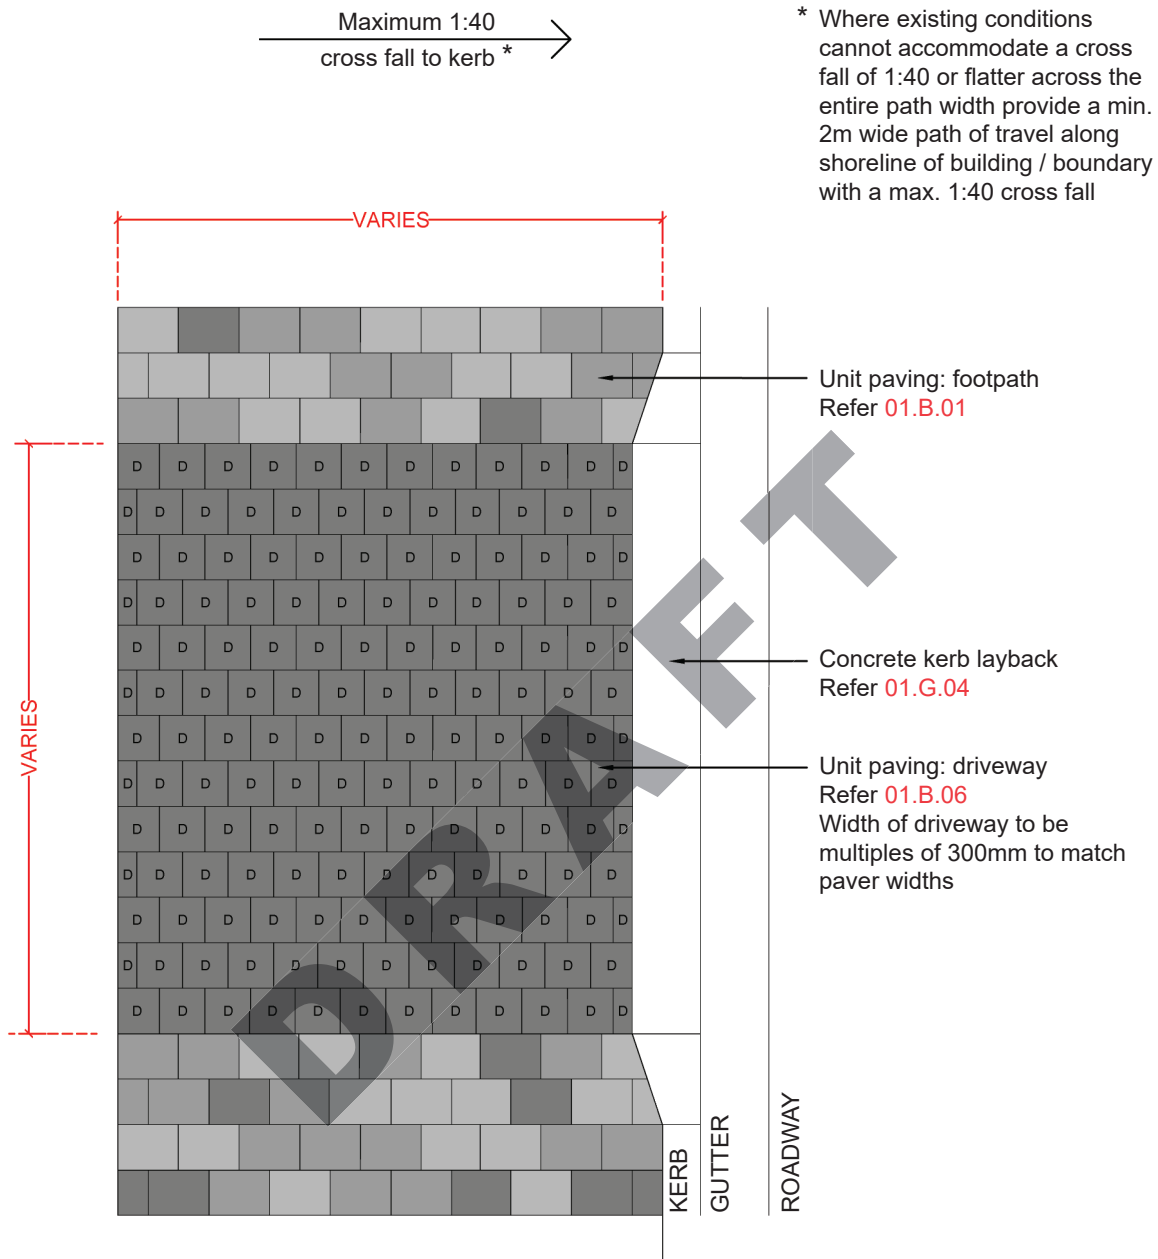 Maximum 1:40
cross fall to kerb *
* Where existing conditions
cannot accommodate a cross
fall of 1:40 or flatter across the
entire path width provide a min.
2m wide path of travel along
shoreline of building / boundary
with a max. 1:40 cross fall
VARIES
Unit paving: footpath
Refer 01.B.01
D D D D D D D D D D D D
D D D D D D D D D D D D
D D D D D D D D D D D D
D D D D D D D D D D D D
D D D D D D D D D D D D
D D D D D D D D D D D D
D D D D D D D D D D D D
D D D D D D D D D D D D
D D D D D D D D D D D D
D D D D D D D D D D D D
D D D D D D D D D D D D
D D D D D D D D D D D D
D D D D D D D D D D D D
VARIES
Concrete kerb layback
Refer 01.G.04
Unit paving: driveway
Refer 01.B.06
Width of driveway to be
multiples of 300mm to match
paver widths
DRAFT
KERB
GUTTER
ROADWAY